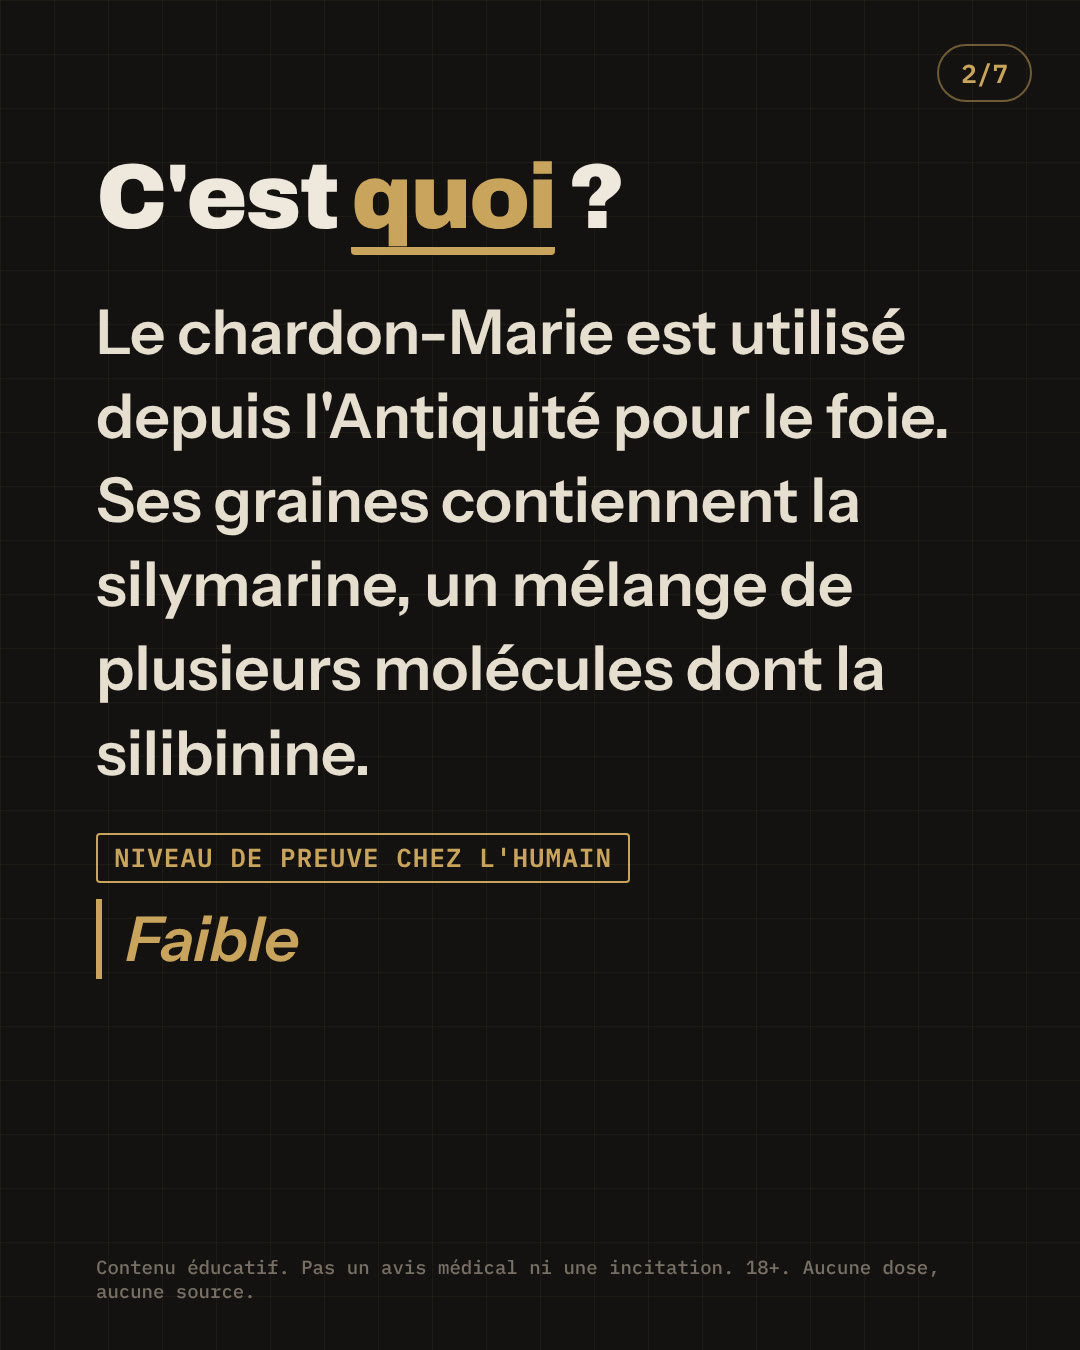 2/7
C'est quoi ?
Le chardon-Marie est utilisé
depuis l'Antiquité pour le foie.
Ses graines contiennent la
silymarine, un mélange de
plusieurs molécules dont la
silibinine.
NIVEAU DE PREUVE CHEZ L'HUMAIN
Faible
Contenu éducatif. Pas un avis médical ni une incitation. 18+. Aucune dose,
aucune source.